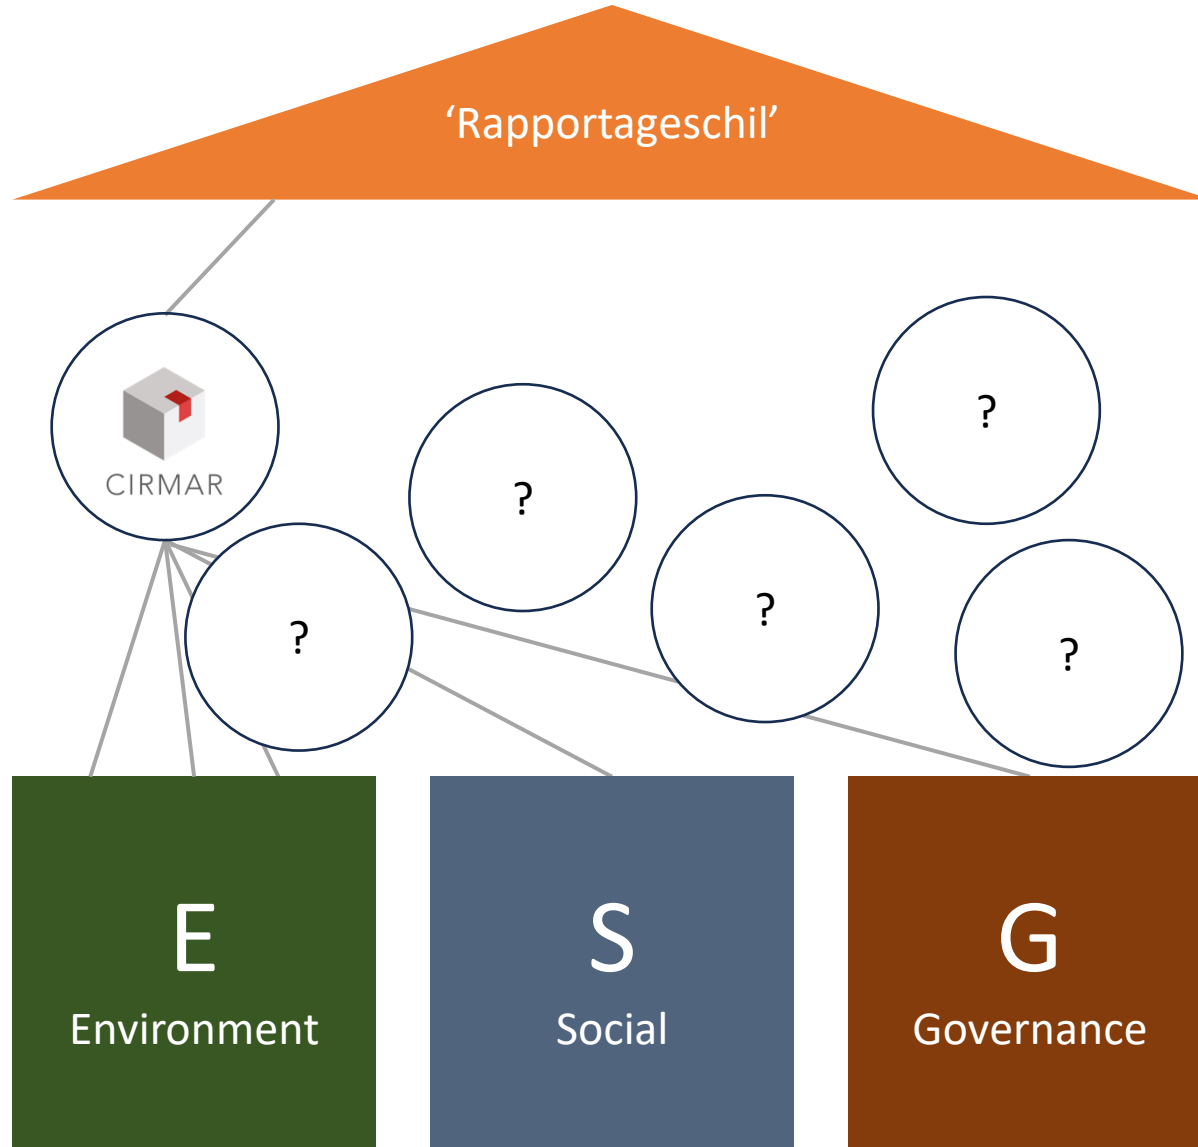 ‘Rapportageschil’
CIRMAR
?
?
?
?
?
E
Environment
S
Social
G
Governance